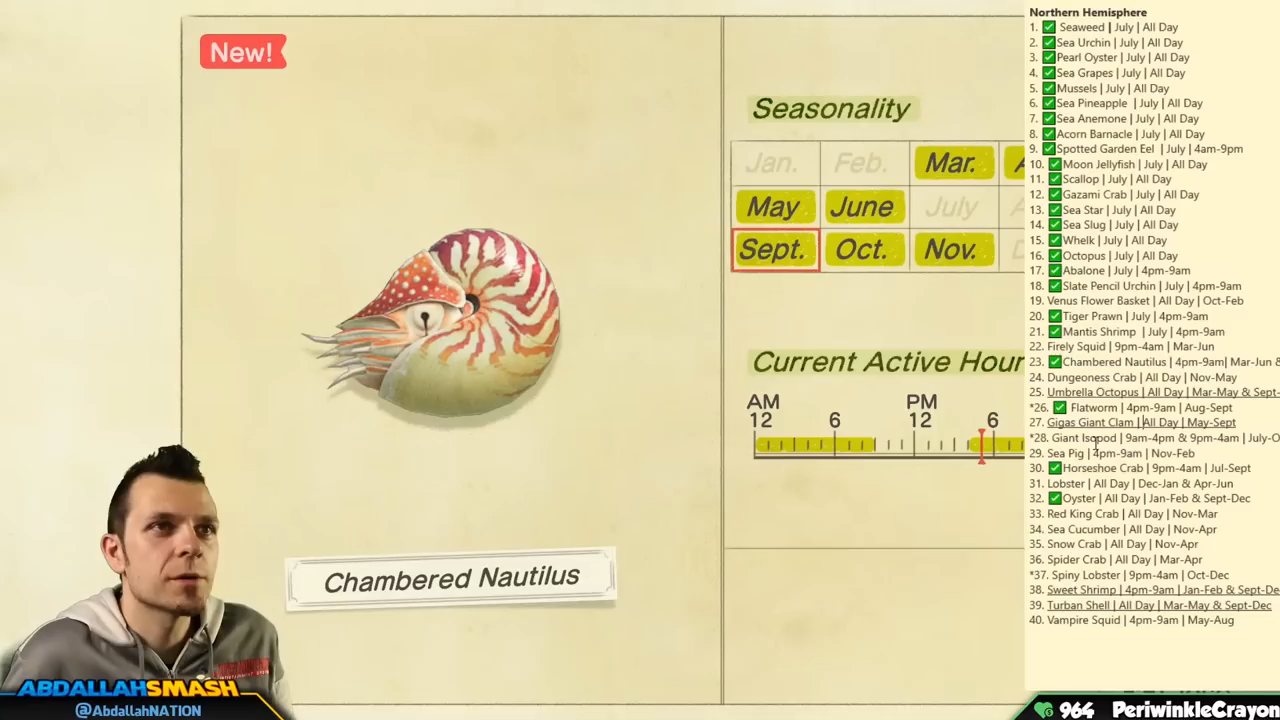 New!
Seasonality
Jan. Feb. Mar. A
May June July A
Sept. Oct. Nov. D
Current Active Hour
AM PM
12 6 12 6
Chambered Nautilus
ABDALLAHSMASH
@AbdallahNATION
Northern Hemisphere
1. ✅ Seaweed | July | All Day
2. ✅Sea Urchin | July | All Day
3. ✅Pearl Oyster | July | All Day
4. ✅Sea Grapes | July | All Day
5. ✅Mussels | July | All Day
6. ✅Sea Pineapple | July | All Day
7. ✅Sea Anemone | July | All Day
8. ✅Acorn Barnacle | July | All Day
9. ✅Spotted Garden Eel | July | 4am-9pm
10. ✅Moon Jellyfish | July | All Day
11. ✅Scallop | July | All Day
12. ✅Gazami Crab | July | All Day
13. ✅Sea Star | July | All Day
14. ✅Sea Slug | July | All Day
15. ✅Whelk | July | All Day
16. ✅Octopus | July | All Day
17. ✅Abalone | July | 4pm-9am
18. ✅Slate Pencil Urchin | July | 4pm-9am
19. Venus Flower Basket | All Day | Oct-Feb
20. ✅Tiger Prawn | July | 4pm-9am
21. ✅Mantis Shrimp | July | 4pm-9am
22. Firely Squid | 9pm-4am | Mar-Jun
23. ✅Chambered Nautilus | 4pm-9am| Mar-Jun &
24. Dungeoness Crab | All Day | Nov-May
25. Umbrella Octopus | All Day | Mar-May & Sept-
*26. ✅ Flatworm | 4pm-9am | Aug-Sept
27. Gigas Giant Clam | All Day | May-Sept
*28. Giant Isopod | 9am-4pm & 9pm-4am | July-O
29. Sea Pig | 4pm-9am | Nov-Feb
30. ✅Horseshoe Crab | 9pm-4am | Jul-Sept
31. Lobster | All Day | Dec-Jan & Apr-Jun
32. ✅Oyster | All Day | Jan-Feb & Sept-Dec
33. Red King Crab | All Day | Nov-Mar
34. Sea Cucumber | All Day | Nov-Apr
35. Snow Crab | All Day | Nov-Apr
36. Spider Crab | All Day | Mar-Apr
*37. Spiny Lobster | 9pm-4am | Oct-Dec
38. Sweet Shrimp | 4pm-9am | Jan-Feb & Sept-De
39. Turban Shell | All Day | Mar-May & Sept-Dec
40. Vampire Squid | 4pm-9am | May-Aug
964 PeriwinkleCrayon